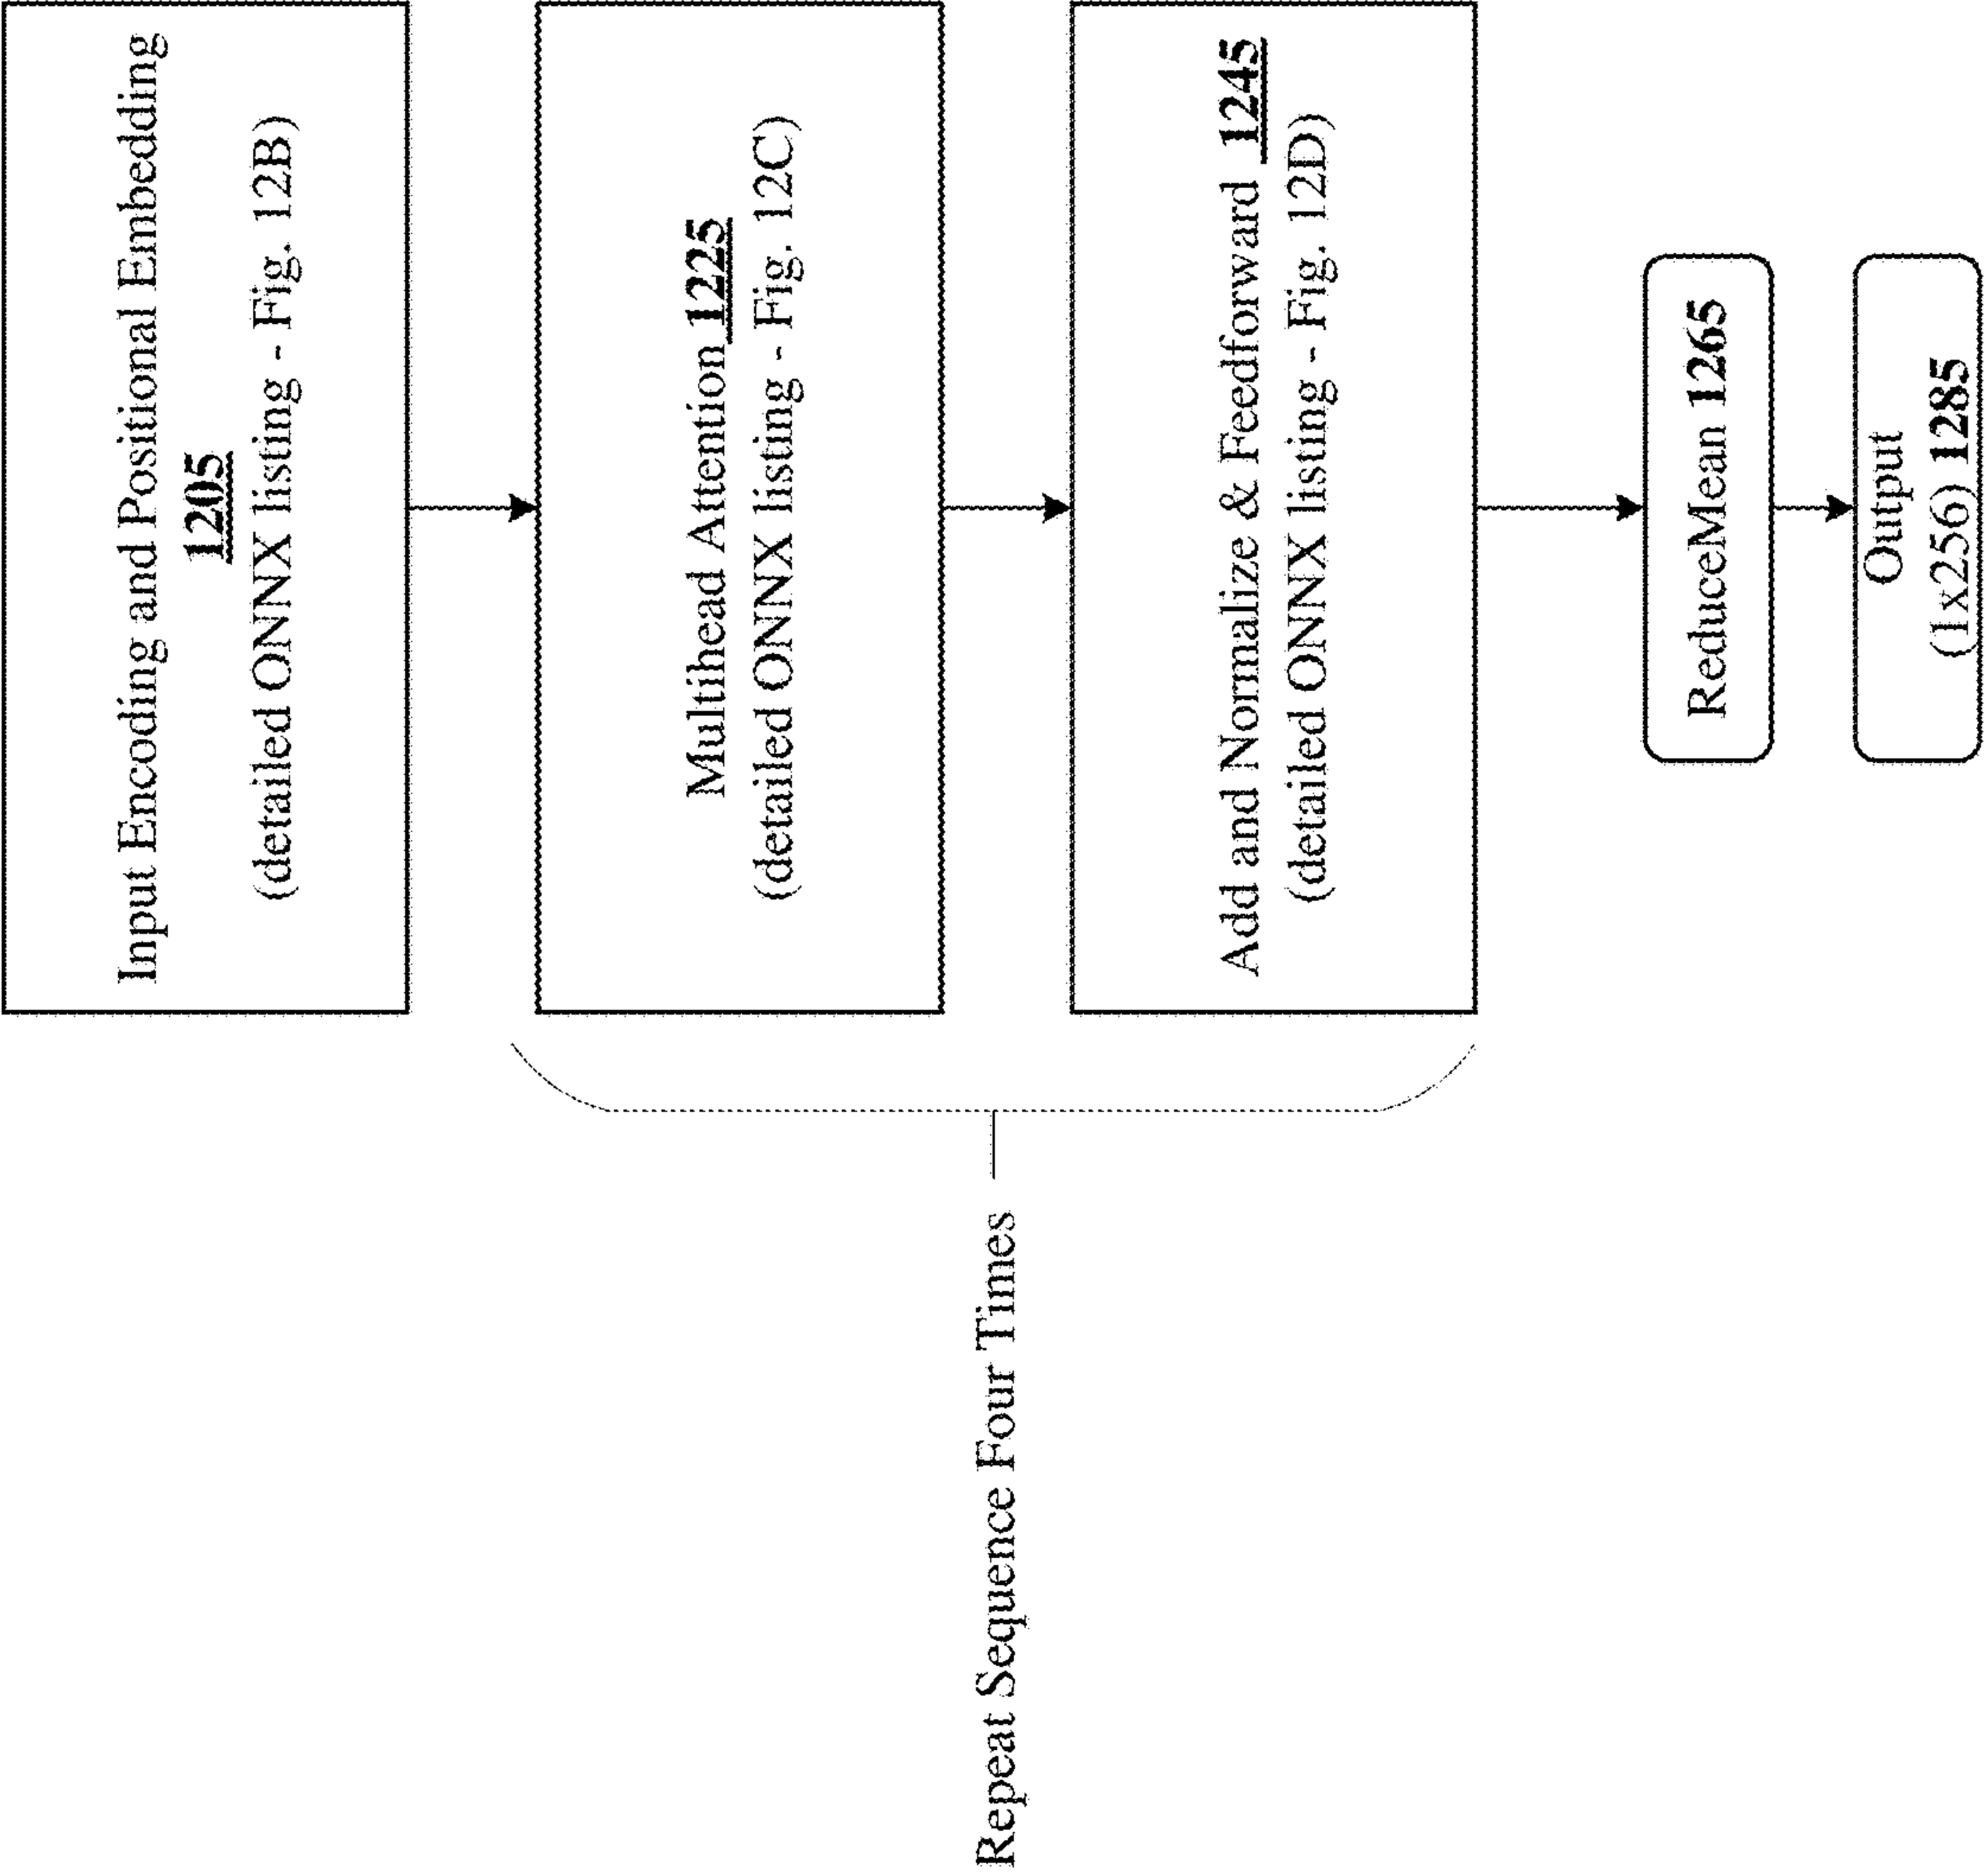 Input Encoding and Positional Embedding
1205
(detailed ONNX listing - Fig. 12B)
Multihead Attention 1225
(detailed ONNX listing - Fig. 12C)
Add and Normalize & Feedforward 1245
(detailed ONNX listing - Fig. 12D)
Repeat Sequence Four Times
ReduceMean 1265
Output
(1x256) 1285